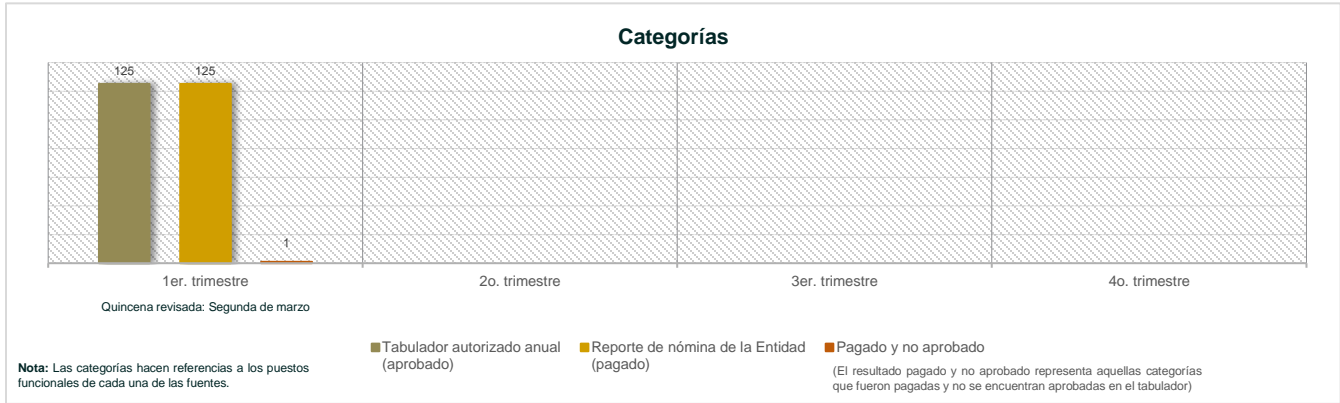 Categorías
125
125
1
1er. trimestre
2o. trimestre
3er. trimestre
4o. trimestre
Quincena revisada: Segunda de marzo
Tabulador autorizado anual
(aprobado)
Reporte de nómina de la Entidad
(pagado)
Pagado y no aprobado
(El resultado pagado y no aprobado representa aquellas categorías
que fueron pagadas y no se encuentran aprobadas en el tabulador)
Nota: Las categorías hacen referencias a los puestos
funcionales de cada una de las fuentes.